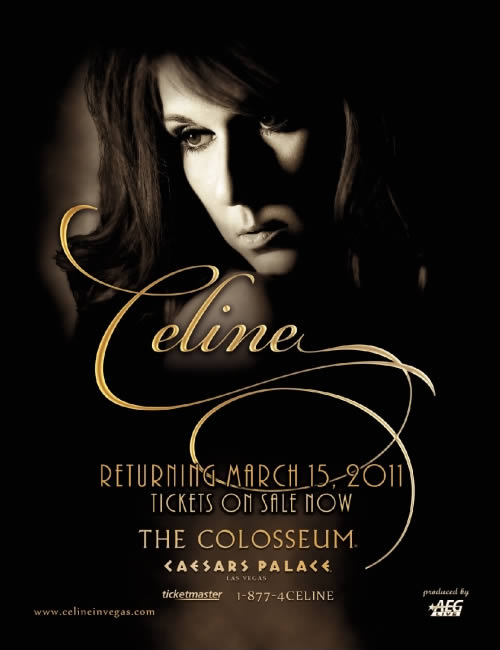 Celine
RETURNING MARCH 15, 2011
TICKETS ON SALE NOW
THE COLOSSEUM
CAESARS PALACE
LAS VEGAS
ticketmaster 1-877-4CELINE
produced by
AEG
LIVE
www.celineinvegas.com